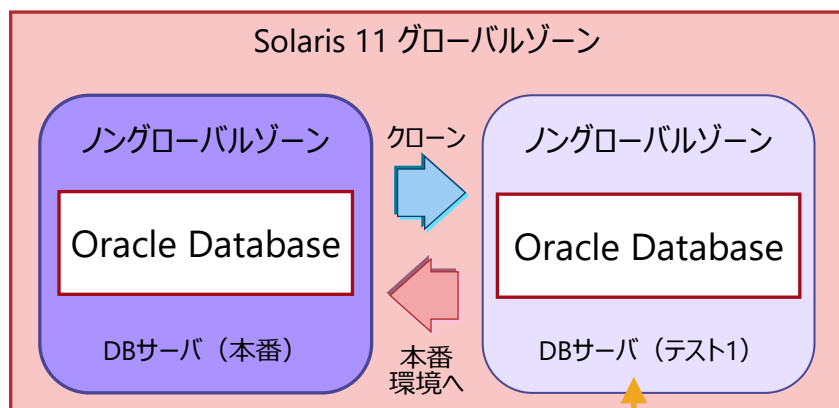 Solaris 11 グローバルゾーン
ノングローバルゾーン
Oracle Database
DBサーバ（本番）
クローン
本番
環境へ
ノングローバルゾーン
Oracle Database
DBサーバ（テスト1）